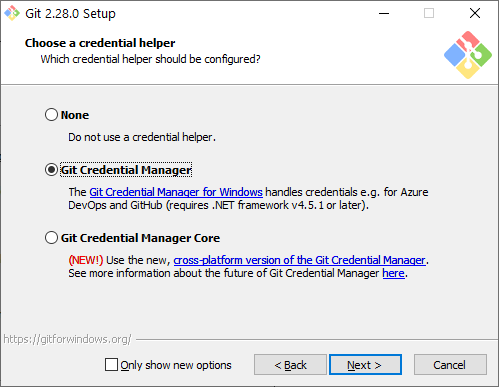 Git 2.28.0 Setup
Choose a credential helper
Which credential helper should be configured?
None
Do not use a credential helper.
Git Credential Manager
The Git Credential Manager for Windows handles credentials e.g. for Azure
DevOps and GitHub (requires .NET framework v4.5.1 or later).
Git Credential Manager Core
(NEW!) Use the new, cross-platform version of the Git Credential Manager.
See more information about the future of Git Credential Manager here.
https://gitforwindows.org/
Only show new options
< Back
Next >
Cancel